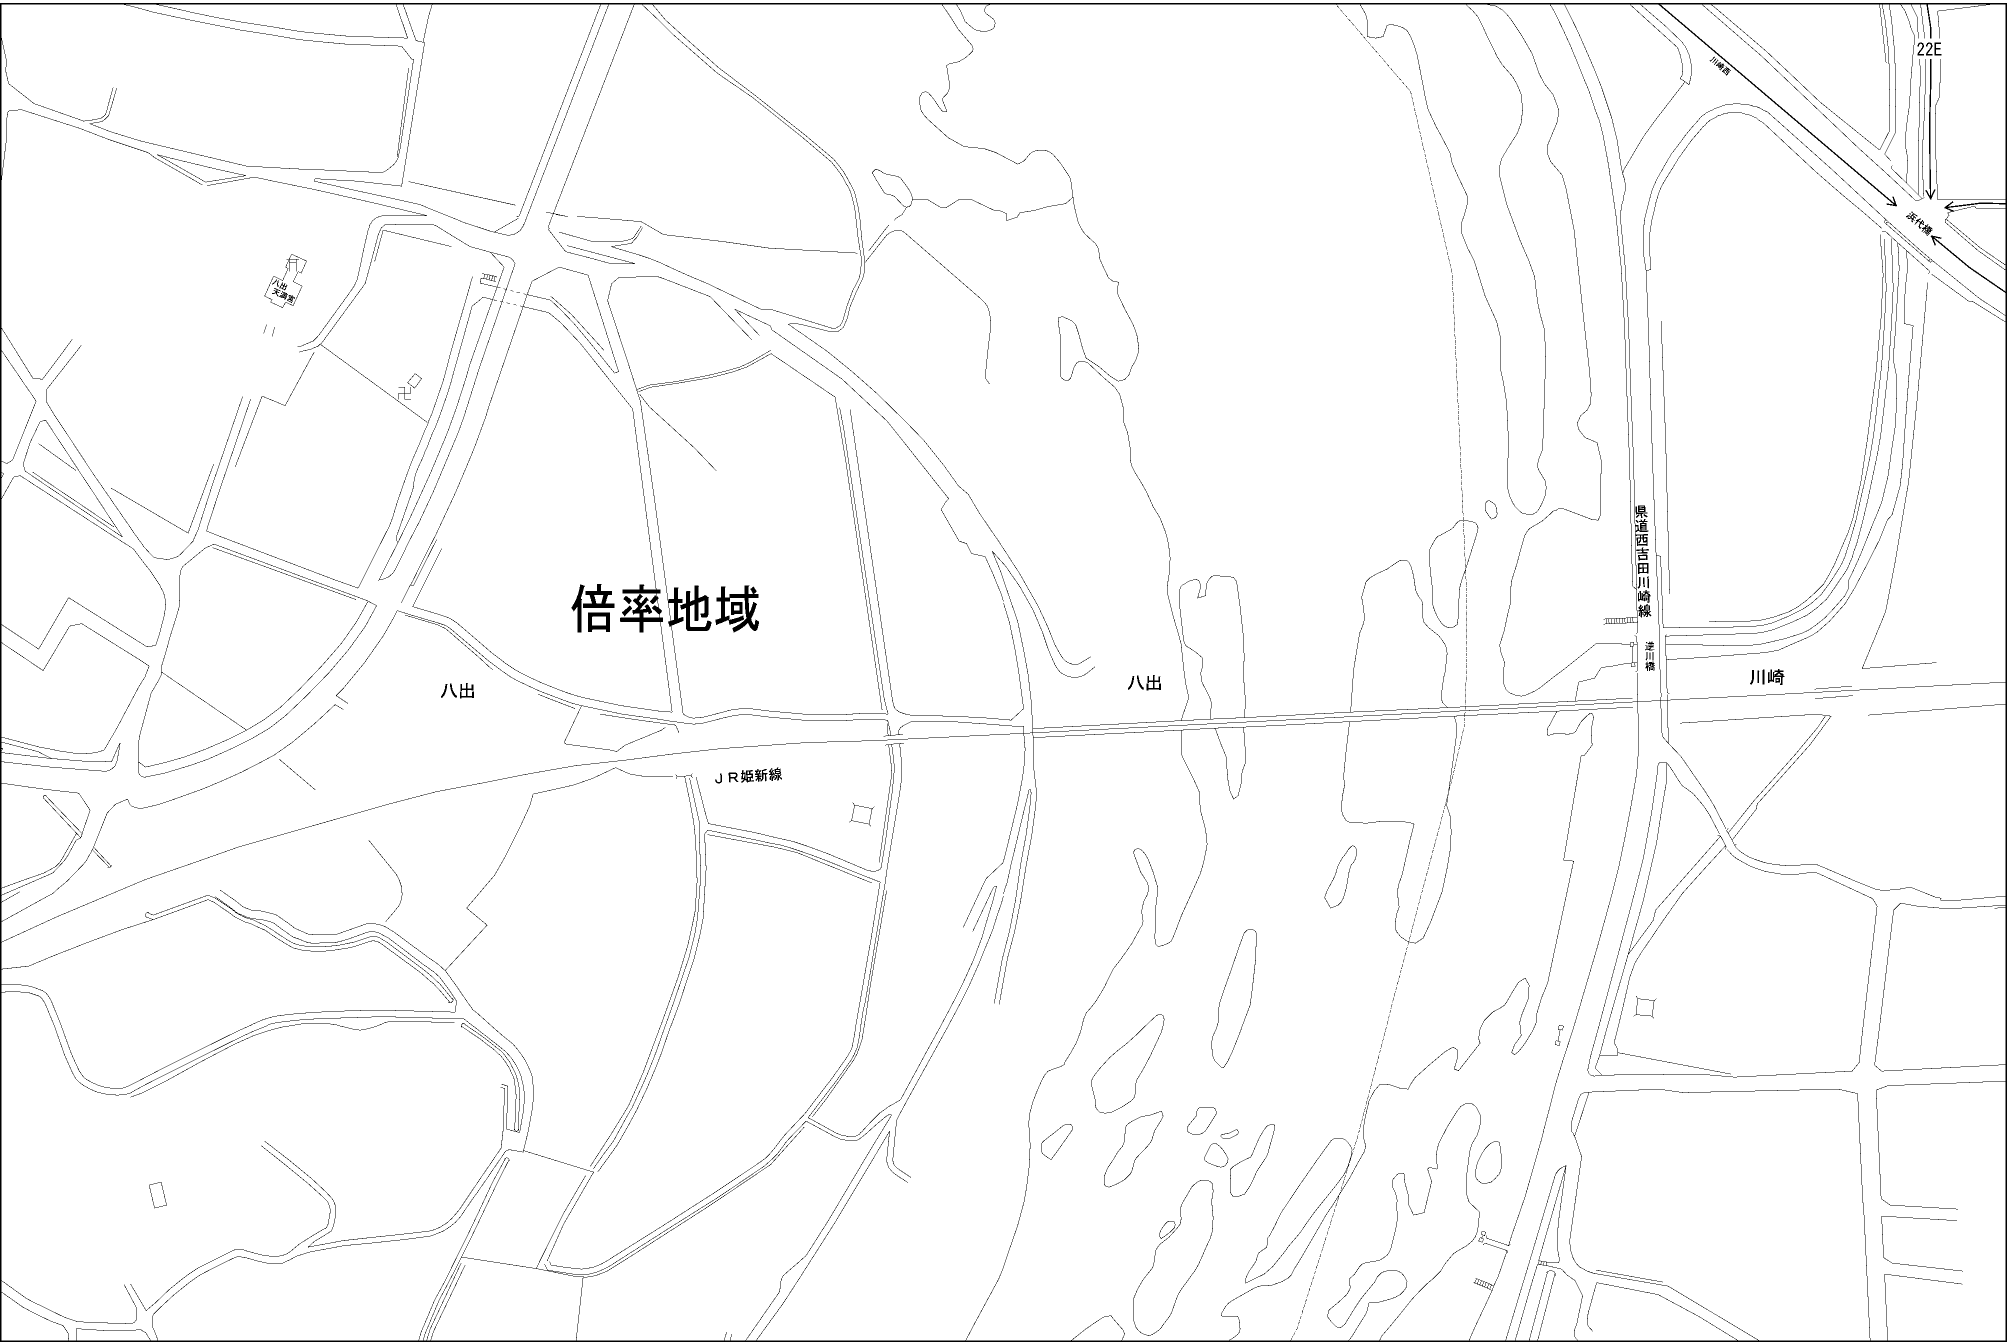 22E
川崎西
浜代橋
八出
天満宮
県道西吉田川崎線
倍率地域
逆川橋
八出
八出
川崎
ＪＲ姫新線